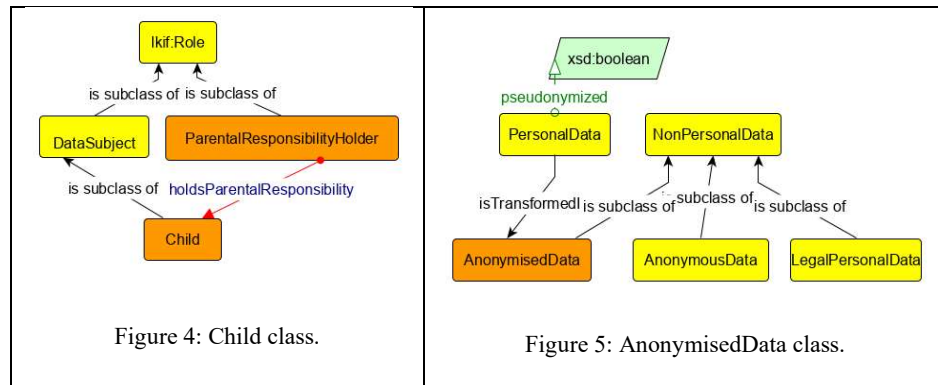 lkif:Role
is subclass of is subclass of
DataSubject
ParentalResponsibilityHolder
is subclass of
holdsParentalResponsibility
Child
Figure 4: Child class.
xsd:boolean
pseudonymized
PersonalData
NonPersonalData
isTransformedI
is subclass of
is subclass of
is subclass of
AnonymisedData
AnonymousData
LegalPersonalData
Figure 5: AnonymisedData class.